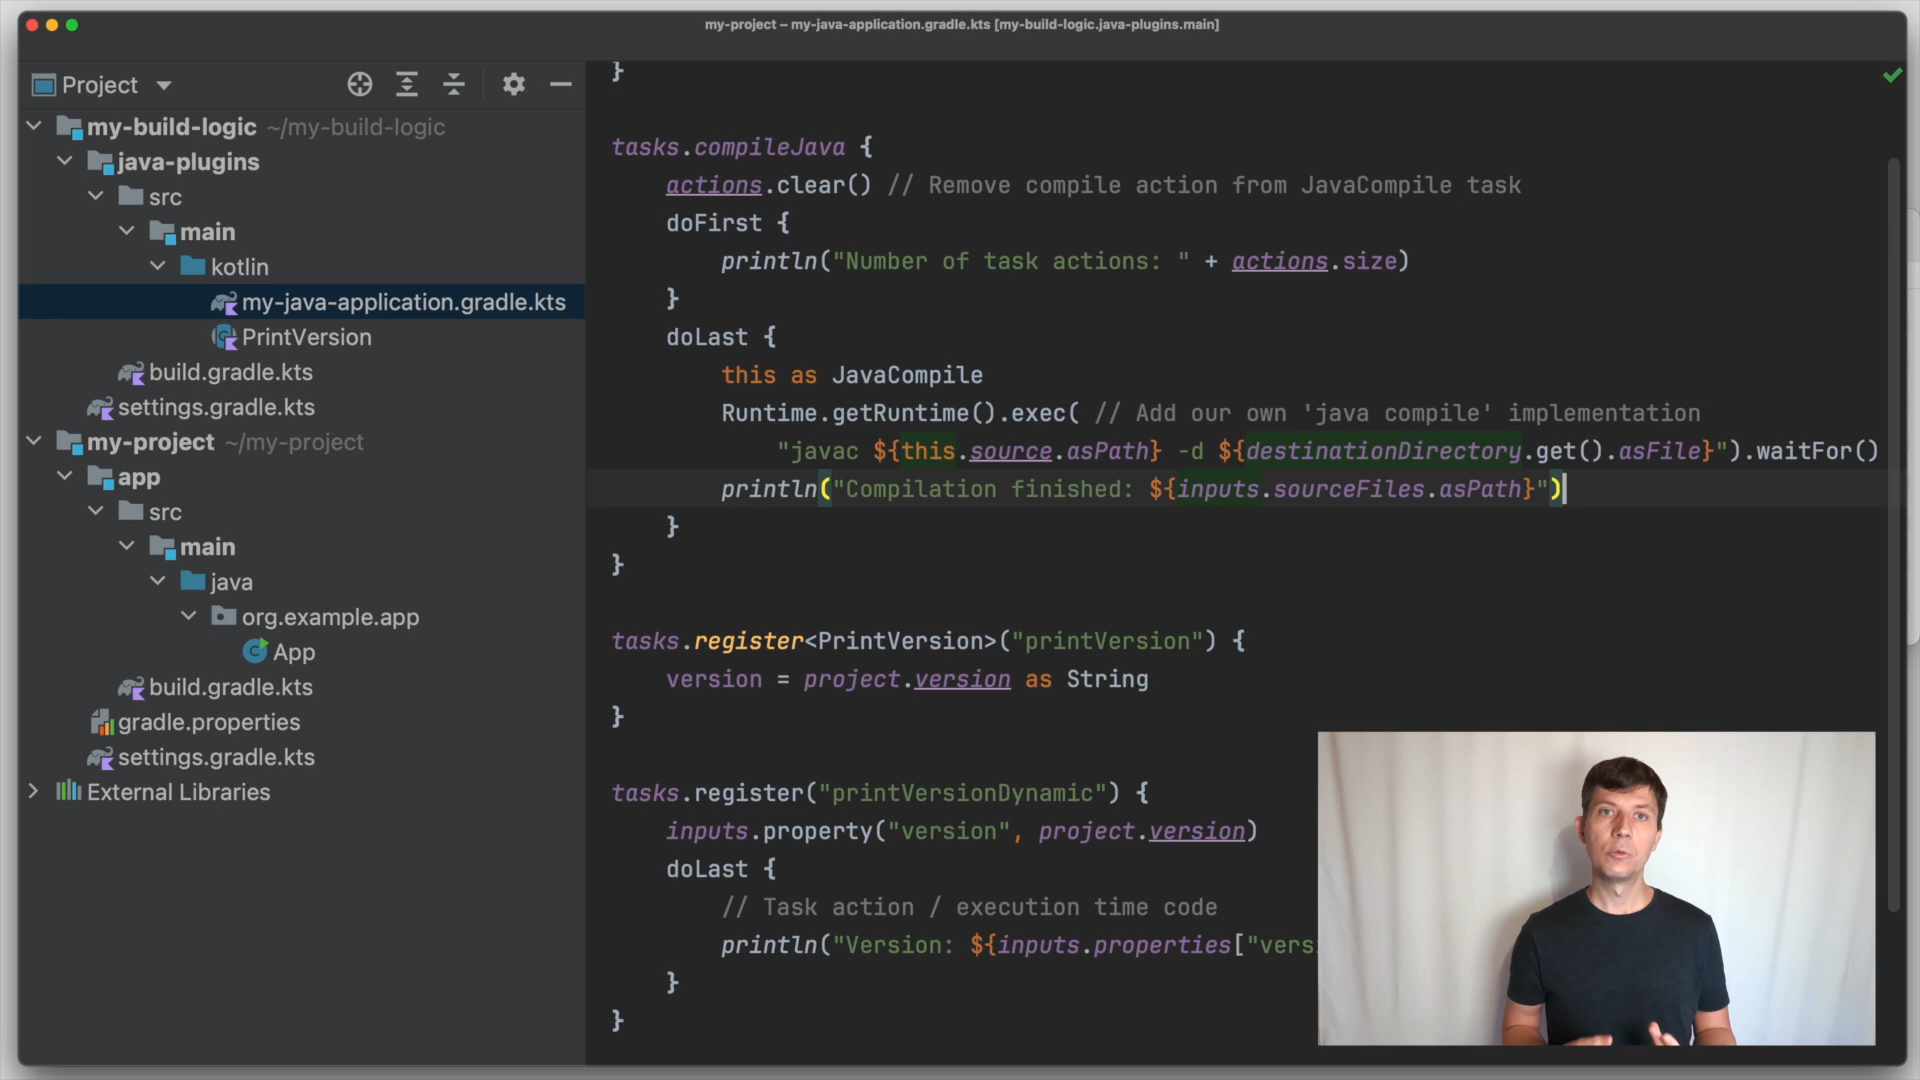 my-project – my-java-application.gradle.kts [my-build-logic.java-plugins.main]
Project
my-build-logic ~/my-build-logic
java-plugins
src
main
kotlin
my-java-application.gradle.kts
PrintVersion
build.gradle.kts
settings.gradle.kts
my-project ~/my-project
app
src
main
java
org.example.app
App
build.gradle.kts
gradle.properties
settings.gradle.kts
External Libraries
}
tasks.compileJava {
actions.clear() // Remove compile action from JavaCompile task
doFirst {
println("Number of task actions: " + actions.size)
}
doLast {
this as JavaCompile
Runtime.getRuntime().exec( // Add our own 'java compile' implementation
"javac ${this.source.asPath} -d ${destinationDirectory.get().asFile}").waitFor()
println("Compilation finished: ${inputs.sourceFiles.asPath}")
}
}
tasks.register<PrintVersion>("printVersion") {
version = project.version as String
}
tasks.register("printVersionDynamic") {
inputs.property("version", project.version)
doLast {
// Task action / execution time code
println("Version: ${inputs.properties["vers
}
}